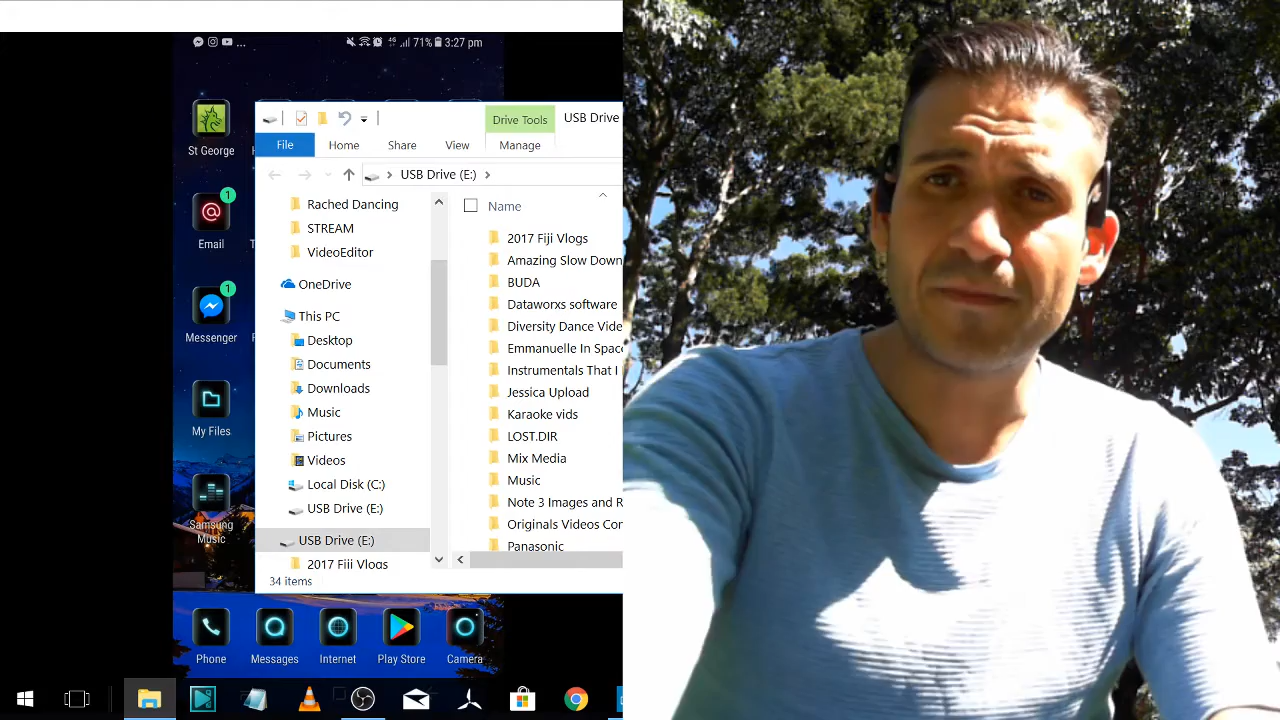 ... 4G 71% 3:27 pm
St George
1
Email
1
Messenger
My Files
Samsung
Music
Phone
Messages
Internet
Play Store
Camera
Drive Tools
USB Drive
File
Home
Share
View
Manage
USB Drive (E:)
Rached Dancing
STREAM
VideoEditor
OneDrive
This PC
Desktop
Documents
Downloads
Music
Pictures
Videos
Local Disk (C:)
USB Drive (E:)
USB Drive (E:)
2017 Fiji Vlogs
34 items
Name
2017 Fiji Vlogs
Amazing Slow Down
BUDA
Dataworxs software
Diversity Dance Vide
Emmanuelle In Spac
Instrumentals That I
Jessica Upload
Karaoke vids
LOST.DIR
Mix Media
Music
Note 3 Images and R
Originals Videos Cor
Panasonic